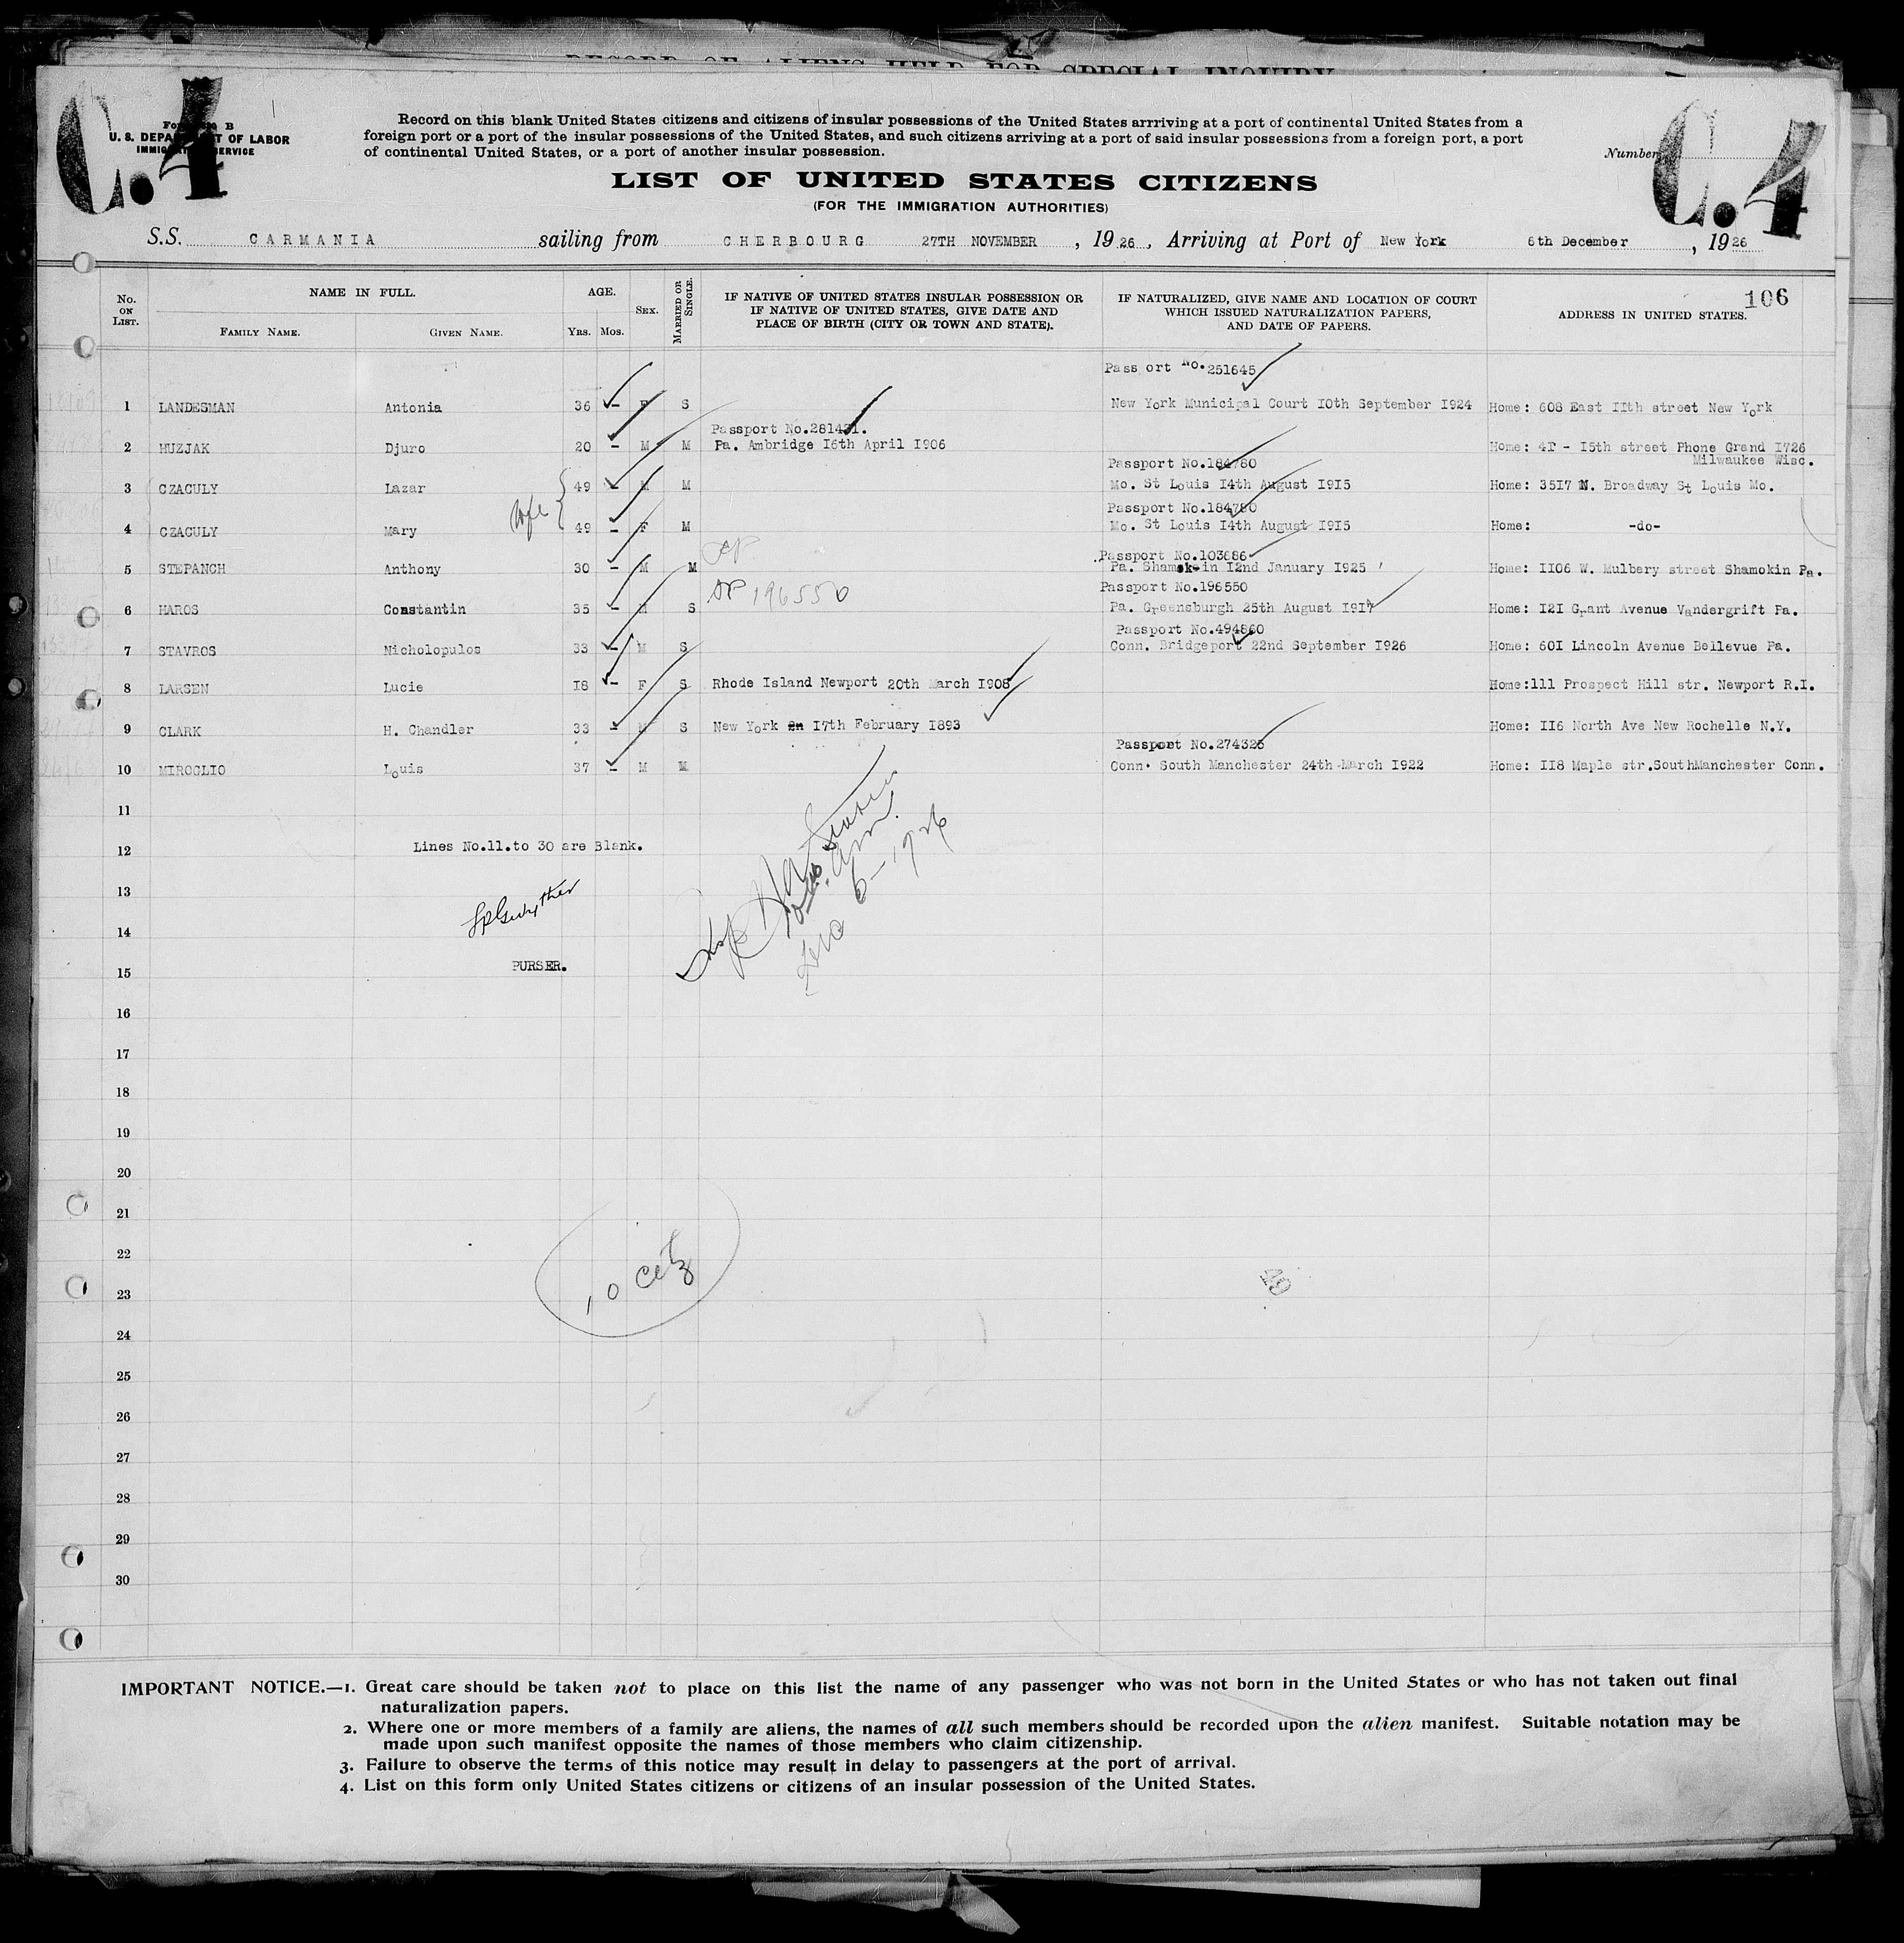 RECORD OF ALIENS HELD FOR SPECIAL INQUIRY
C.4
C.4
B
U. S. DEPARTMENT OF LABOR
IMMIGRATION SERVICE
Record on this blank United States citizens and citizens of insular possessions of the United States arrriving at a port of continental United States from a
foreign port or a port of the insular possessions of the United States, and such citizens arriving at a port of said insular possessions from a foreign port, a port
of continental United States, or a port of another insular possession.
Number
LIST OF UNITED STATES CITIZENS
(FOR THE IMMIGRATION AUTHORITIES)
S.S. CARMANIA sailing from CHERBOURG 27TH NOVEMBER, 1926, Arriving at Port of New York 6th December, 1926
106
No. ON LIST. NAME IN FULL. FAMILY NAME. GIVEN NAME. AGE. YRS. MOS. SEX. MARRIED OR SINGLE. IF NATIVE OF UNITED STATES INSULAR POSSESSION OR IF NATIVE OF UNITED STATES, GIVE DATE AND PLACE OF BIRTH (CITY OR TOWN AND STATE). IF NATURALIZED, GIVE NAME AND LOCATION OF COURT WHICH ISSUED NATURALIZATION PAPERS, AND DATE OF PAPERS. ADDRESS IN UNITED STATES.
Pass ort No.251645
1 LANDESMAN Antonia 36 - F S New York Municipal Court 10th September 1924 Home: 608 East 11th street New York
Passport No.281431.
2 HUZJAK Djuro 20 - M M Pa. Ambridge 16th April 1906 Home: 4T - 15th street Phone Grand 1726
Milwaukee Wisc.
Passport No.184780
3 CZACULY Lazar 49 - M M Mo. St Louis 14th August 1915 Home: 3517 N. Broadway St Louis Mo.
Passport No.184780
4 CZACULY Mary wife 49 - F M Mo. St Louis 14th August 1915 Home: -do-
Passport No.103686
5 STEPANCH Anthony 30 - M M Pa. Shamokin 12nd January 1925 Home: 1106 W. Mulbery street Shamokin Pa.
Passport No.196550
6 HAROS Constantin 35 - M S 196550 Pa. Greensburgh 25th August 1917 Home: 121 Grant Avenue Vandergrift Pa.
Passport No.494860
7 STAVROS Nicholopulos 33 - M S Conn. Bridgeport 22nd September 1926 Home: 601 Lincoln Avenue Bellevue Pa.
8 LARSEN Lucie 18 - F S Rhode Island Newport 20th March 1908 Home:111 Prospect Hill str. Newport R.I.
9 CLARK H. Chandler 33 - M S New York 17th February 1893 Home: 116 North Ave New Rochelle N.Y.
Passport No.274325
10 MIROGLIO Louis 37 - M M Conn. South Manchester 24th March 1922 Home: 118 Maple str.SouthManchester Conn.
11
12 Lines No.11.to 30 are Blank.
13
14
15 PURSER.
Dec 6-1926
16
17
18
19
20
21
22
23
10 Citz
24
25
26
27
28
29
30
IMPORTANT NOTICE.—1. Great care should be taken not to place on this list the name of any passenger who was not born in the United States or who has not taken out final
naturalization papers.
2. Where one or more members of a family are aliens, the names of all such members should be recorded upon the alien manifest. Suitable notation may be
made upon such manifest opposite the names of those members who claim citizenship.
3. Failure to observe the terms of this notice may result in delay to passengers at the port of arrival.
4. List on this form only United States citizens or citizens of an insular possession of the United States.